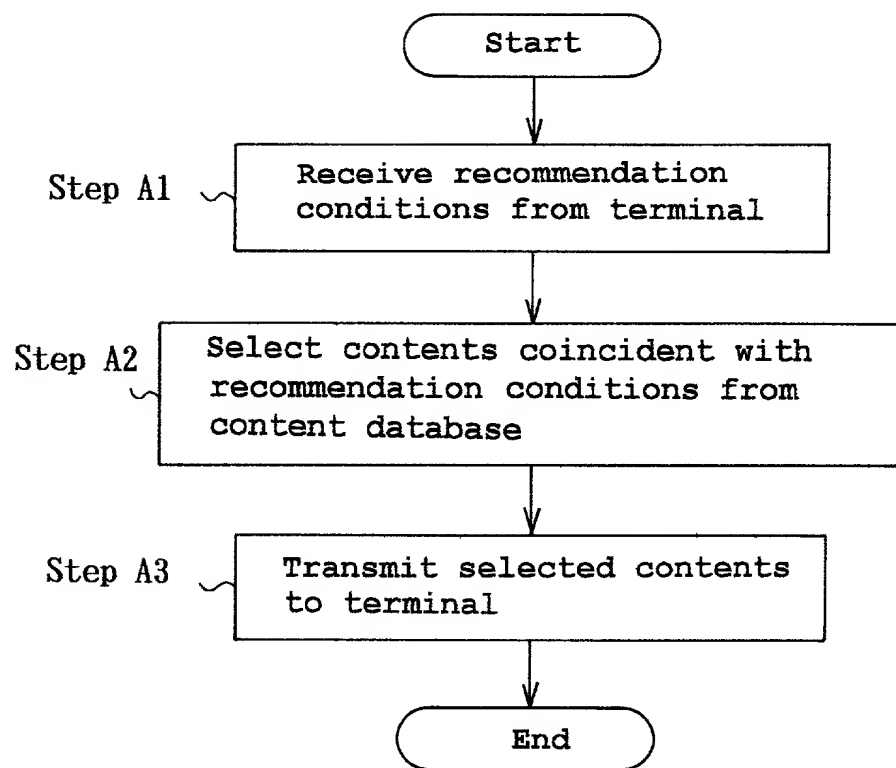 Start
Step A1
Receive recommendation
conditions from terminal
Step A2
Select contents coincident with
recommendation conditions from
content database
Step A3
Transmit selected contents
to terminal
End